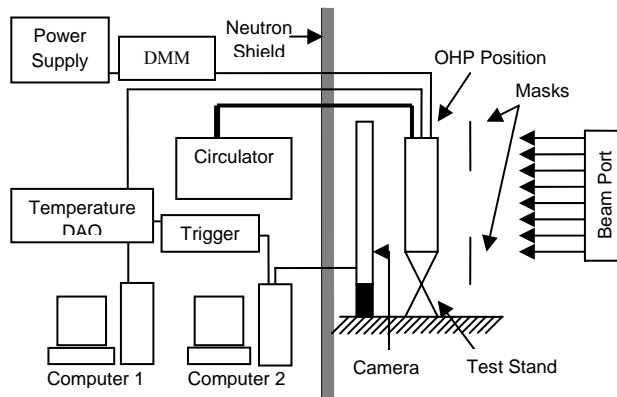 Power
Supply
DMM
Neutron
Shield
OHP Position
Masks
Circulator
Beam Port
Temperature
DAQ
Trigger
Computer 1
Computer 2
Camera
Test Stand